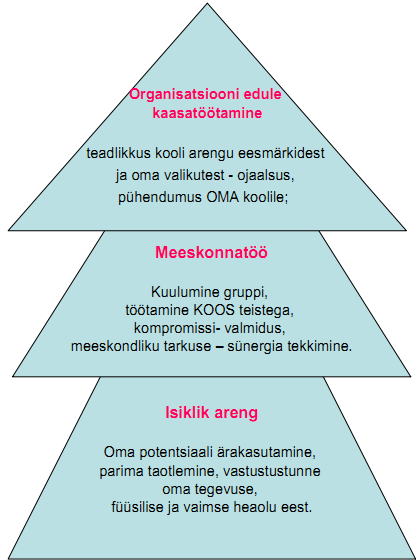 Organisatsiooni edule
kaasatöötamine
teadlikkus kooli arengu eesmärkidest
ja oma valikutest - ojaalsus,
pühendumus OMA koolile;
Meeskonnatöö
Kuulumine gruppi,
töötamine KOOS teistega,
kompromissi- valmidus,
meeskondliku tarkuse – sünergia tekkimine.
Isiklik areng
Oma potentsiaali ärakasutamine,
parima taotlemine, vastustustunne
oma tegevuse,
füüsilise ja vaimse heaolu eest.